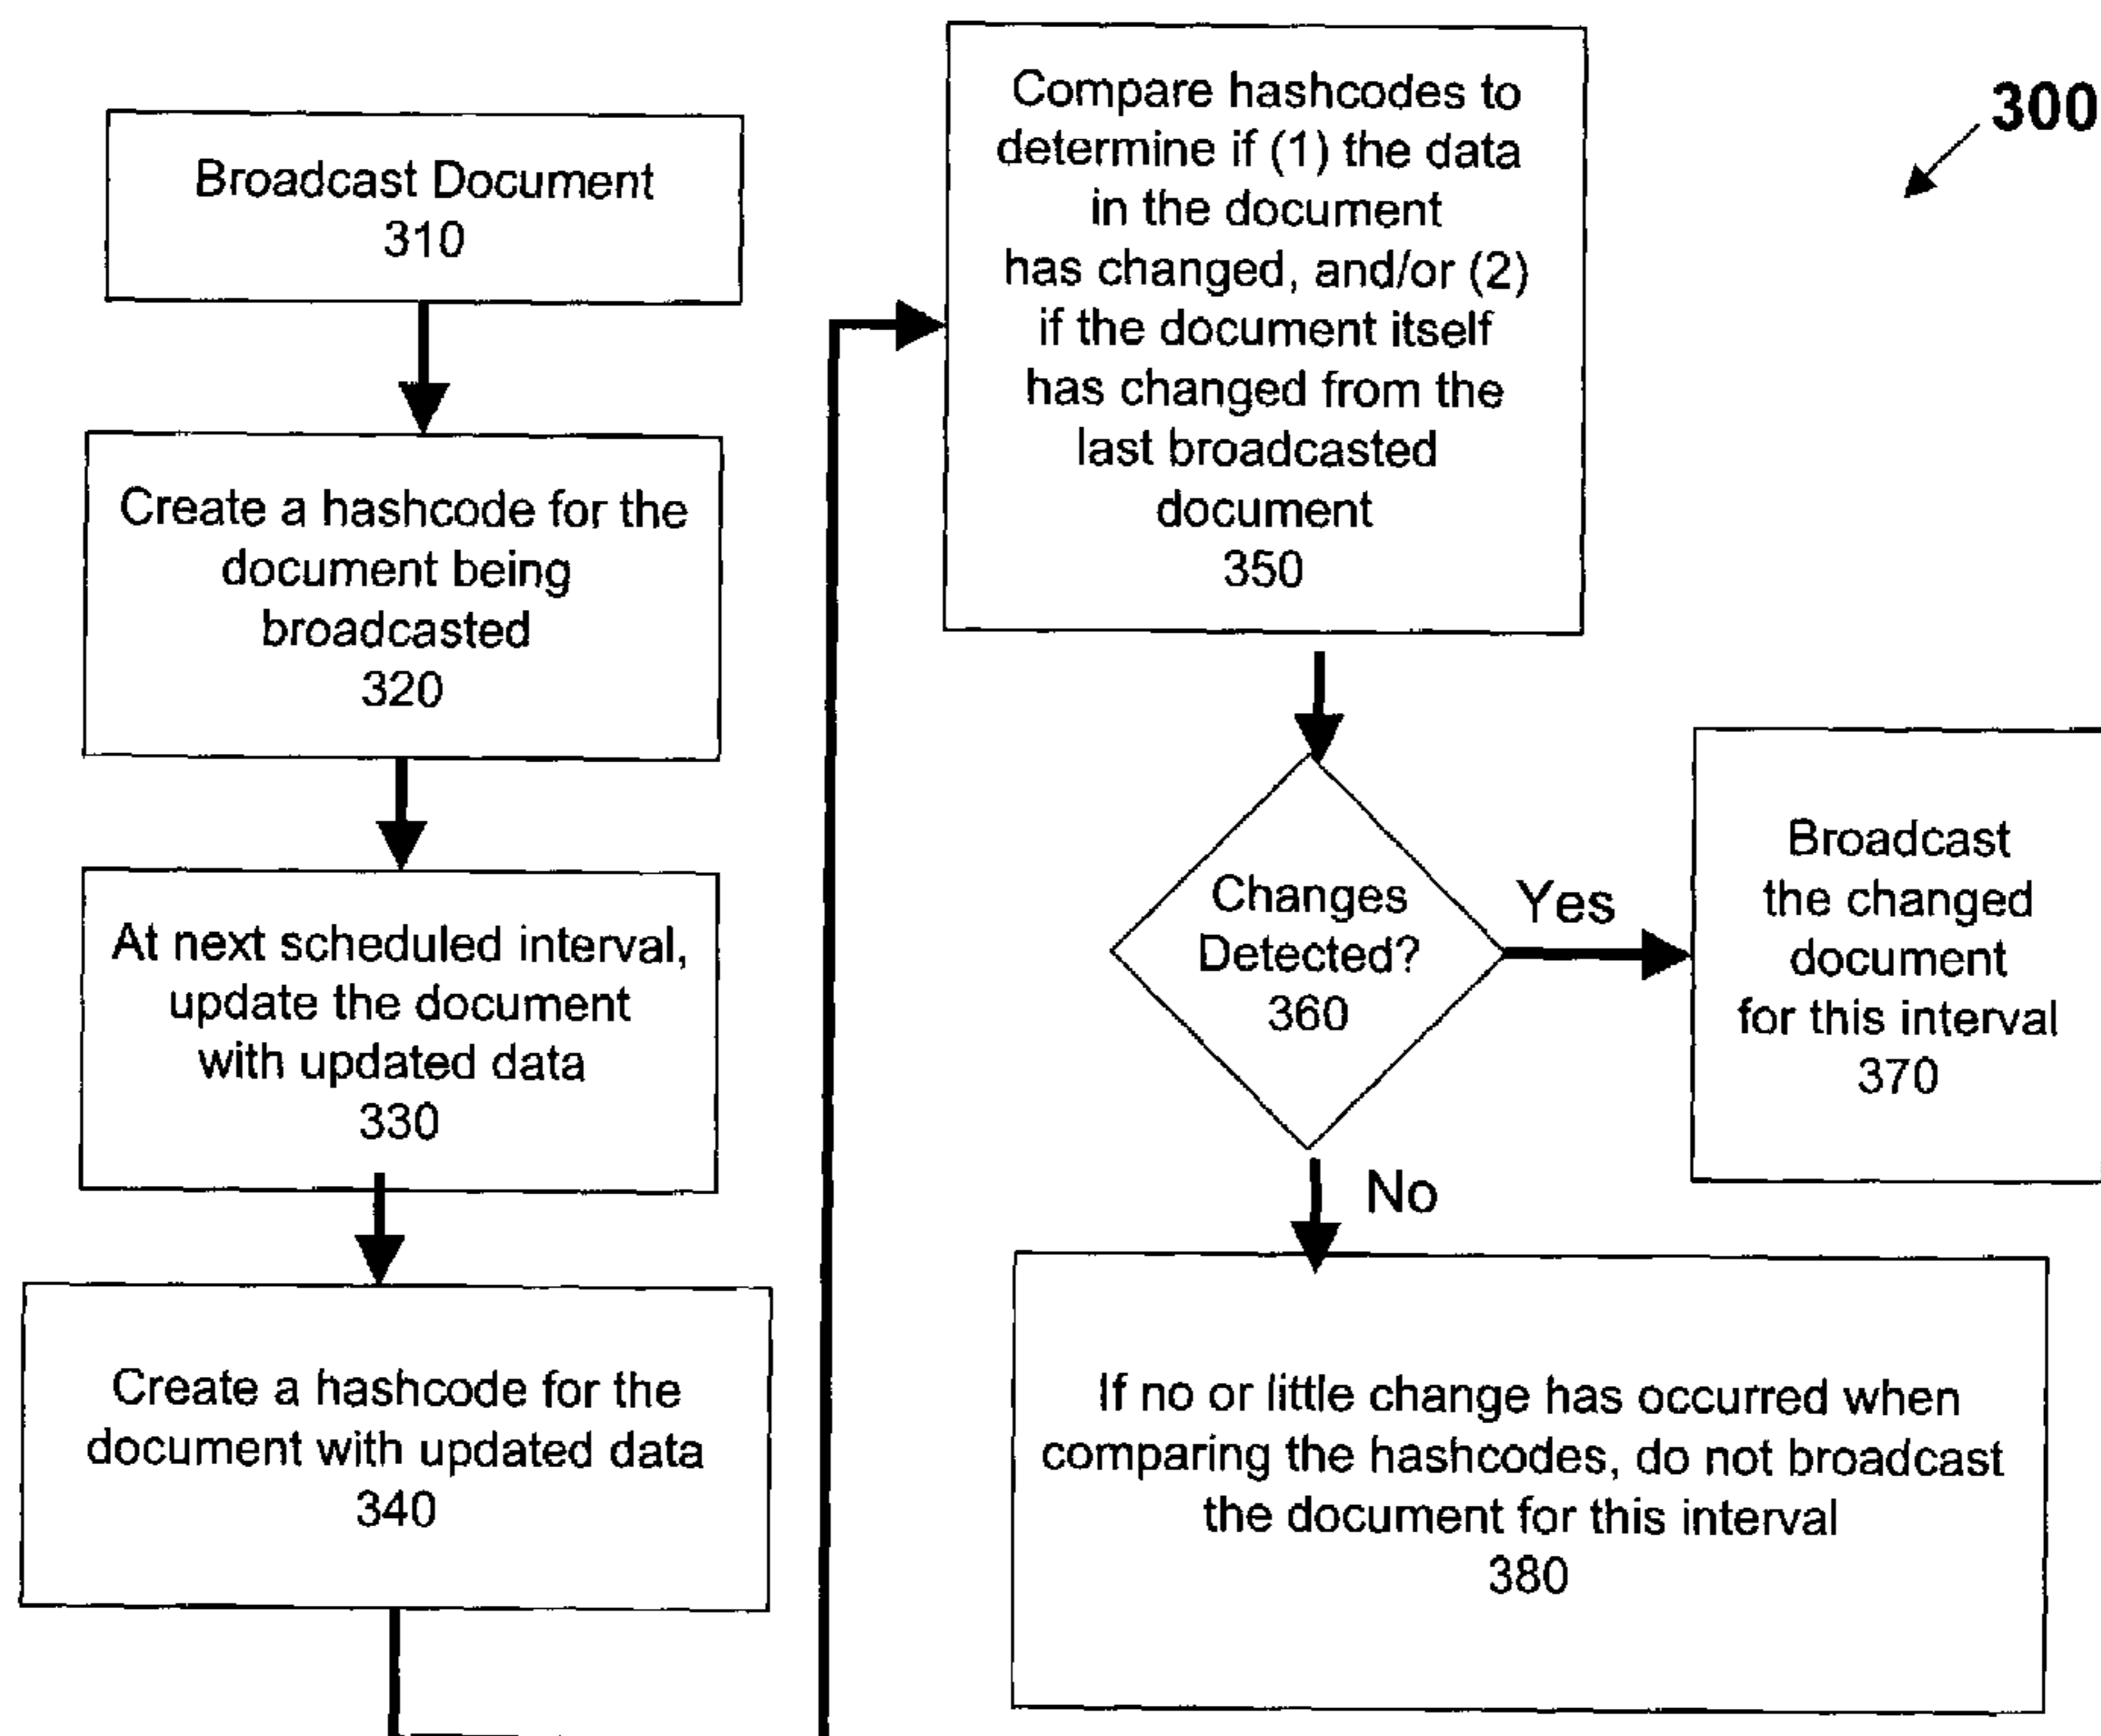 Broadcast Document
310
Create a hashcode for the
document being
broadcasted
320
At next scheduled interval,
update the document
with updated data
330
Create a hashcode for the
document with updated data
340
Compare hashcodes to
determine if (1) the data
in the document
has changed, and/or (2)
if the document itself
has changed from the
last broadcasted
document
350
300
Changes
Detected?
360
Yes
Broadcast
the changed
document
for this interval
370
No
If no or little change has occurred when
comparing the hashcodes, do not broadcast
the document for this interval
380